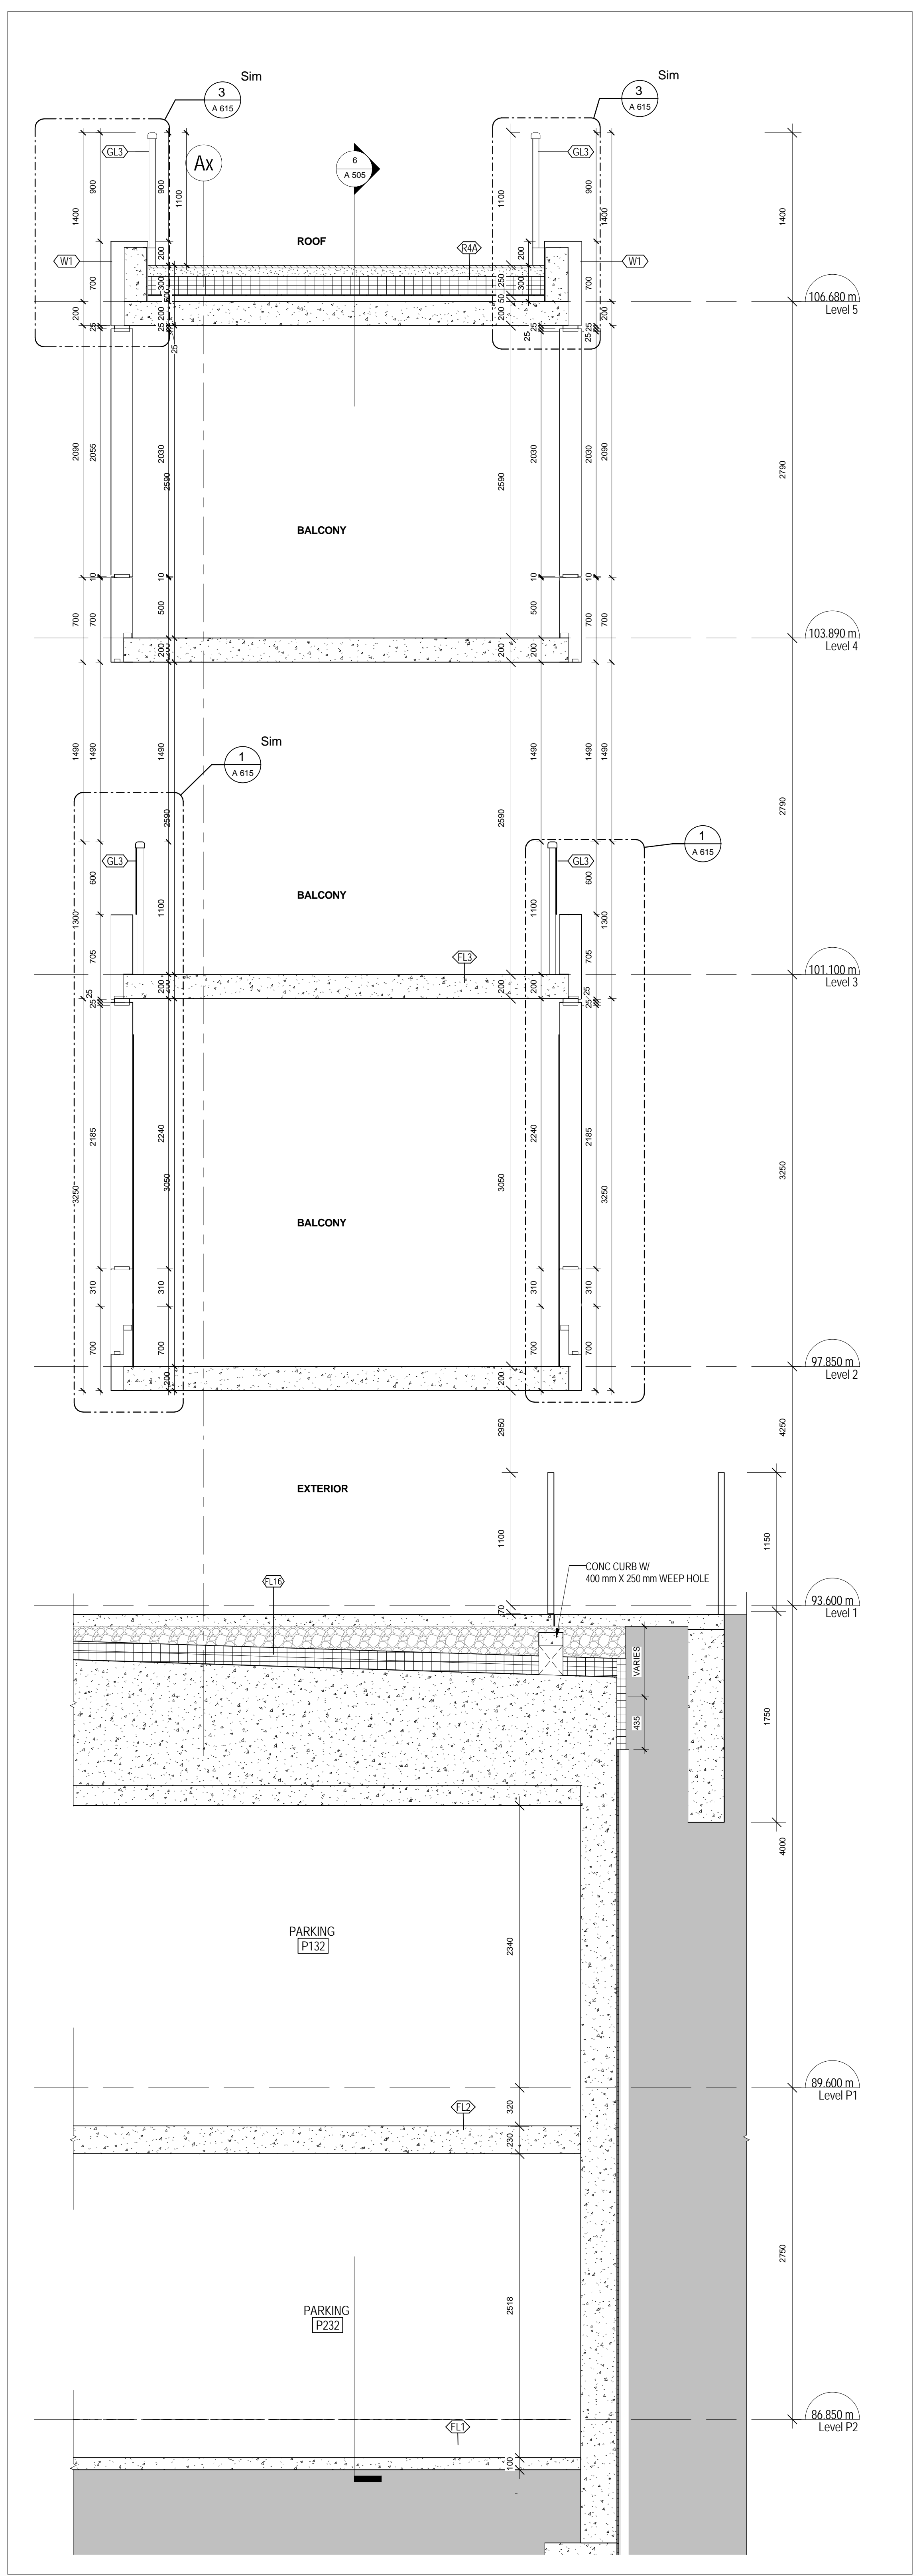 Sim
3
A 615
Sim
3
A 615
GL3
Ax
6
A 505
GL3
900
1400
900
1100
1100
900
1400
1400
ROOF
R4A
W1
W1
200
200
700
300
250
300
700
50
200
200
200
200
106.680 m
Level 5
25
25
25
25
25
25
2090
2055
2030
2590
2590
2030
2030
2090
2790
BALCONY
10
10
10
10
700
700
500
500
700
700
103.890 m
Level 4
200
200
200
200
1490
1490
1490
2590
2590
1490
1490
1490
2790
Sim
1
A 615
1
A 615
GL3
GL3
600
600
1300
1100
1100
1300
BALCONY
705
705
FL3
101.100 m
Level 3
200
200
200
200
25
25
25
25
2185
2240
2240
2185
3250
3050
3050
3250
3250
BALCONY
310
310
310
310
700
700
700
700
97.850 m
Level 2
200
200
2950
4250
EXTERIOR
1100
1150
CONC CURB W/
400 mm X 250 mm WEEP HOLE
FL16
70
93.600 m
Level 1
VARIES
435
1750
4000
PARKING
P132
2340
89.600 m
Level P1
FL2
320
230
2750
PARKING
P232
2518
86.850 m
Level P2
FL1
100